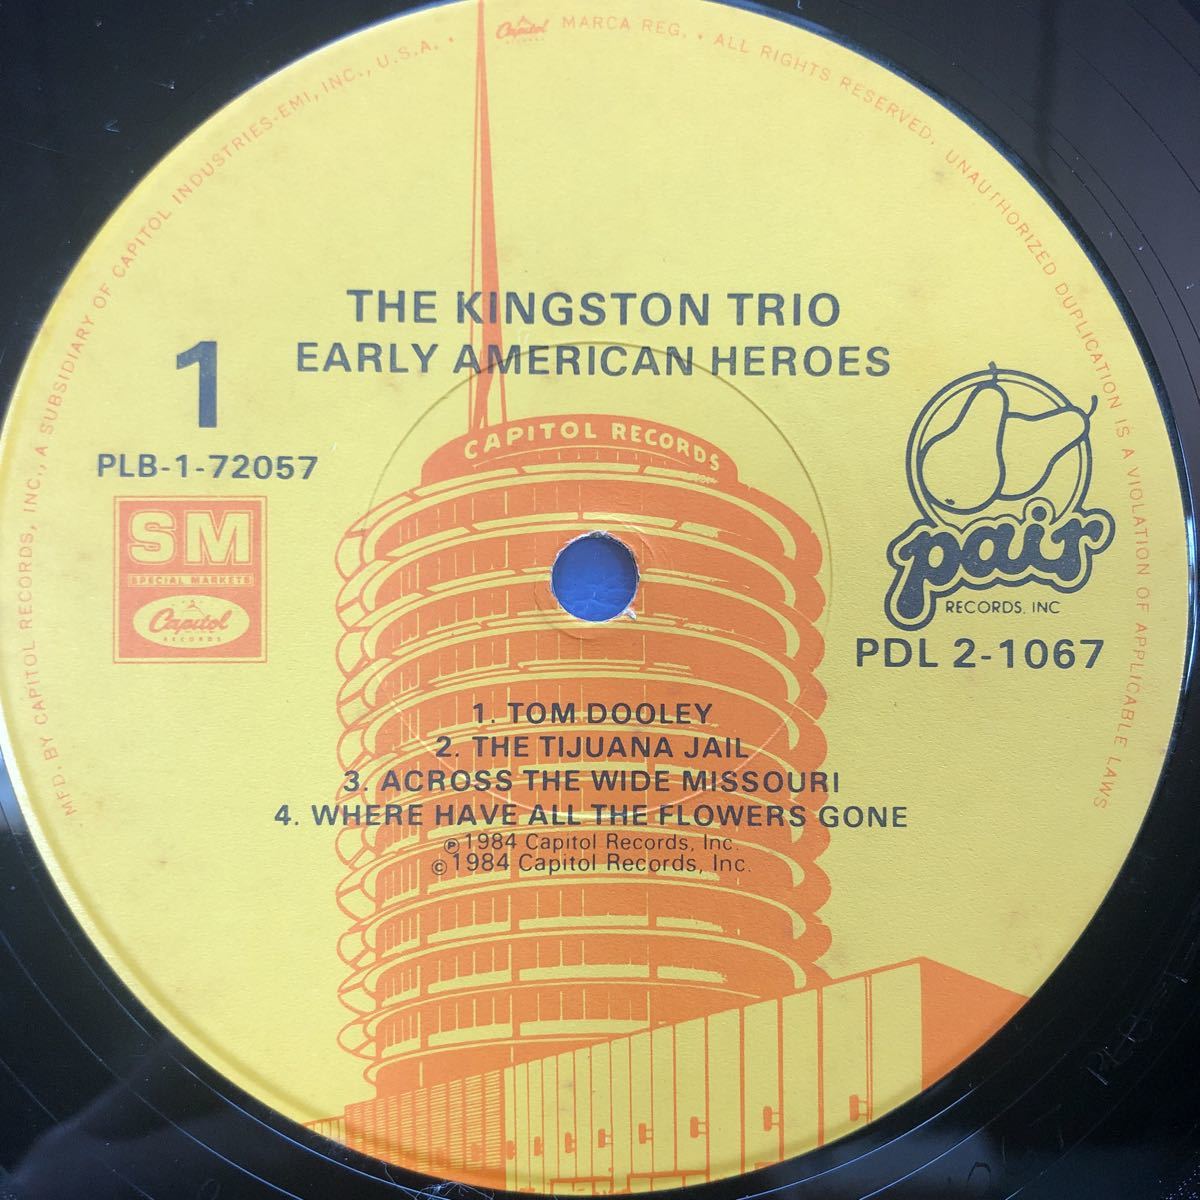 MFD. BY CAPITOL RECORDS, INC., A SUBSIDIARY OF CAPITOL INDUSTRIES-EMI, INC., U.S.A. • Capitol RECORDS MARCA REG. • ALL RIGHTS RESERVED. UNAUTHORIZED DUPLICATION IS A VIOLATION OF APPLICABLE LAWS
THE KINGSTON TRIO
EARLY AMERICAN HEROES
1
PLB-1-72057
CAPITOL RECORDS
SM
SPECIAL MARKETS
Capitol
RECORDS
pair
RECORDS, INC
PDL 2-1067
1. TOM DOOLEY
2. THE TIJUANA JAIL
3. ACROSS THE WIDE MISSOURI
4. WHERE HAVE ALL THE FLOWERS GONE
℗1984 Capitol Records, Inc.
©1984 Capitol Records, Inc.